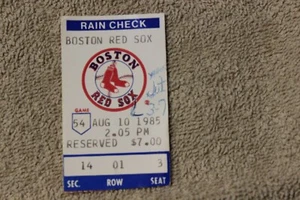 RAIN CHECK
BOSTON RED SOX
BOSTON
RED SOX
GAME
54 AUG 10 1985
2.05 PM
RESERVED $7.00
14 01 3
SEC. ROW SEAT